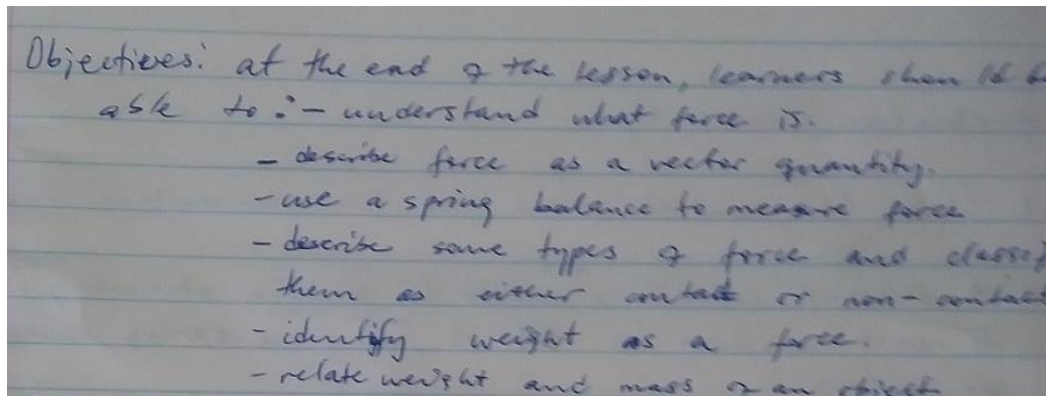 Objectives: at the end of the lesson, learners should b
able to :- understand what force is.
- describe force as a vector quantity.
- use a spring balance to measure force
- describe some types of force and classif
them as either contact or non-contact
- identify weight as a force.
- relate weight and mass of an object